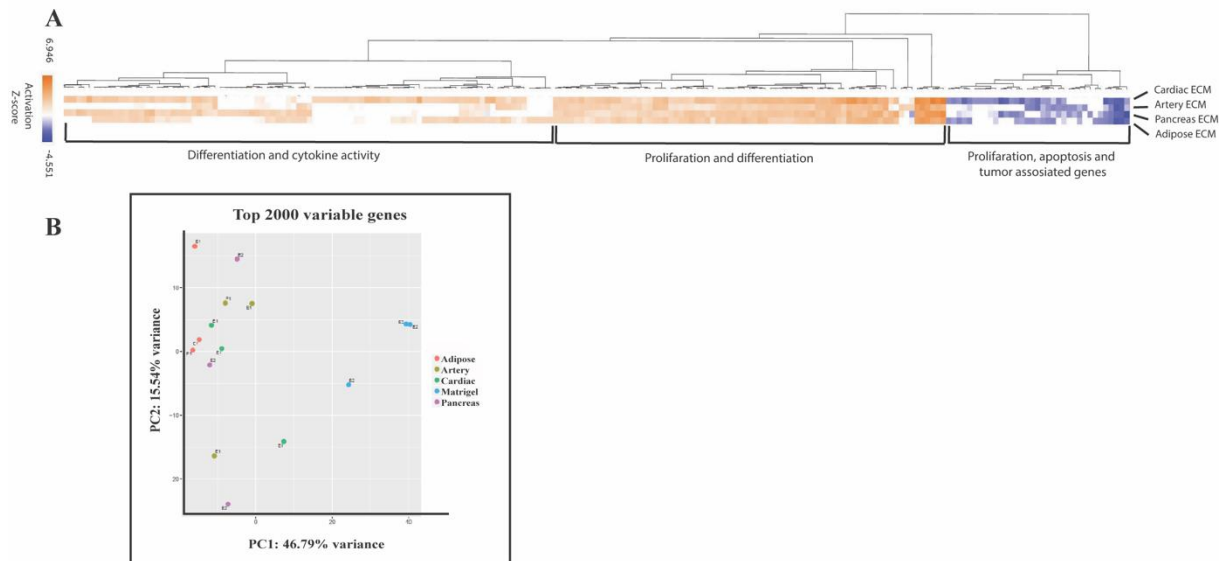 A
6.946
Activation
Z-score
-4.551
Cardiac ECM
Artery ECM
Pancreas ECM
Adipose ECM
Differentiation and cytokine activity
Prolifaration and differentiation
Prolifaration, apoptosis and
tumor assosiated genes
B
Top 2000 variable genes
10
0
−10
20
PC2: 15.54% variance
0
20
PC1: 46.79% variance
Adipose
Artery
Cardiac
Matrigel
Pancreas